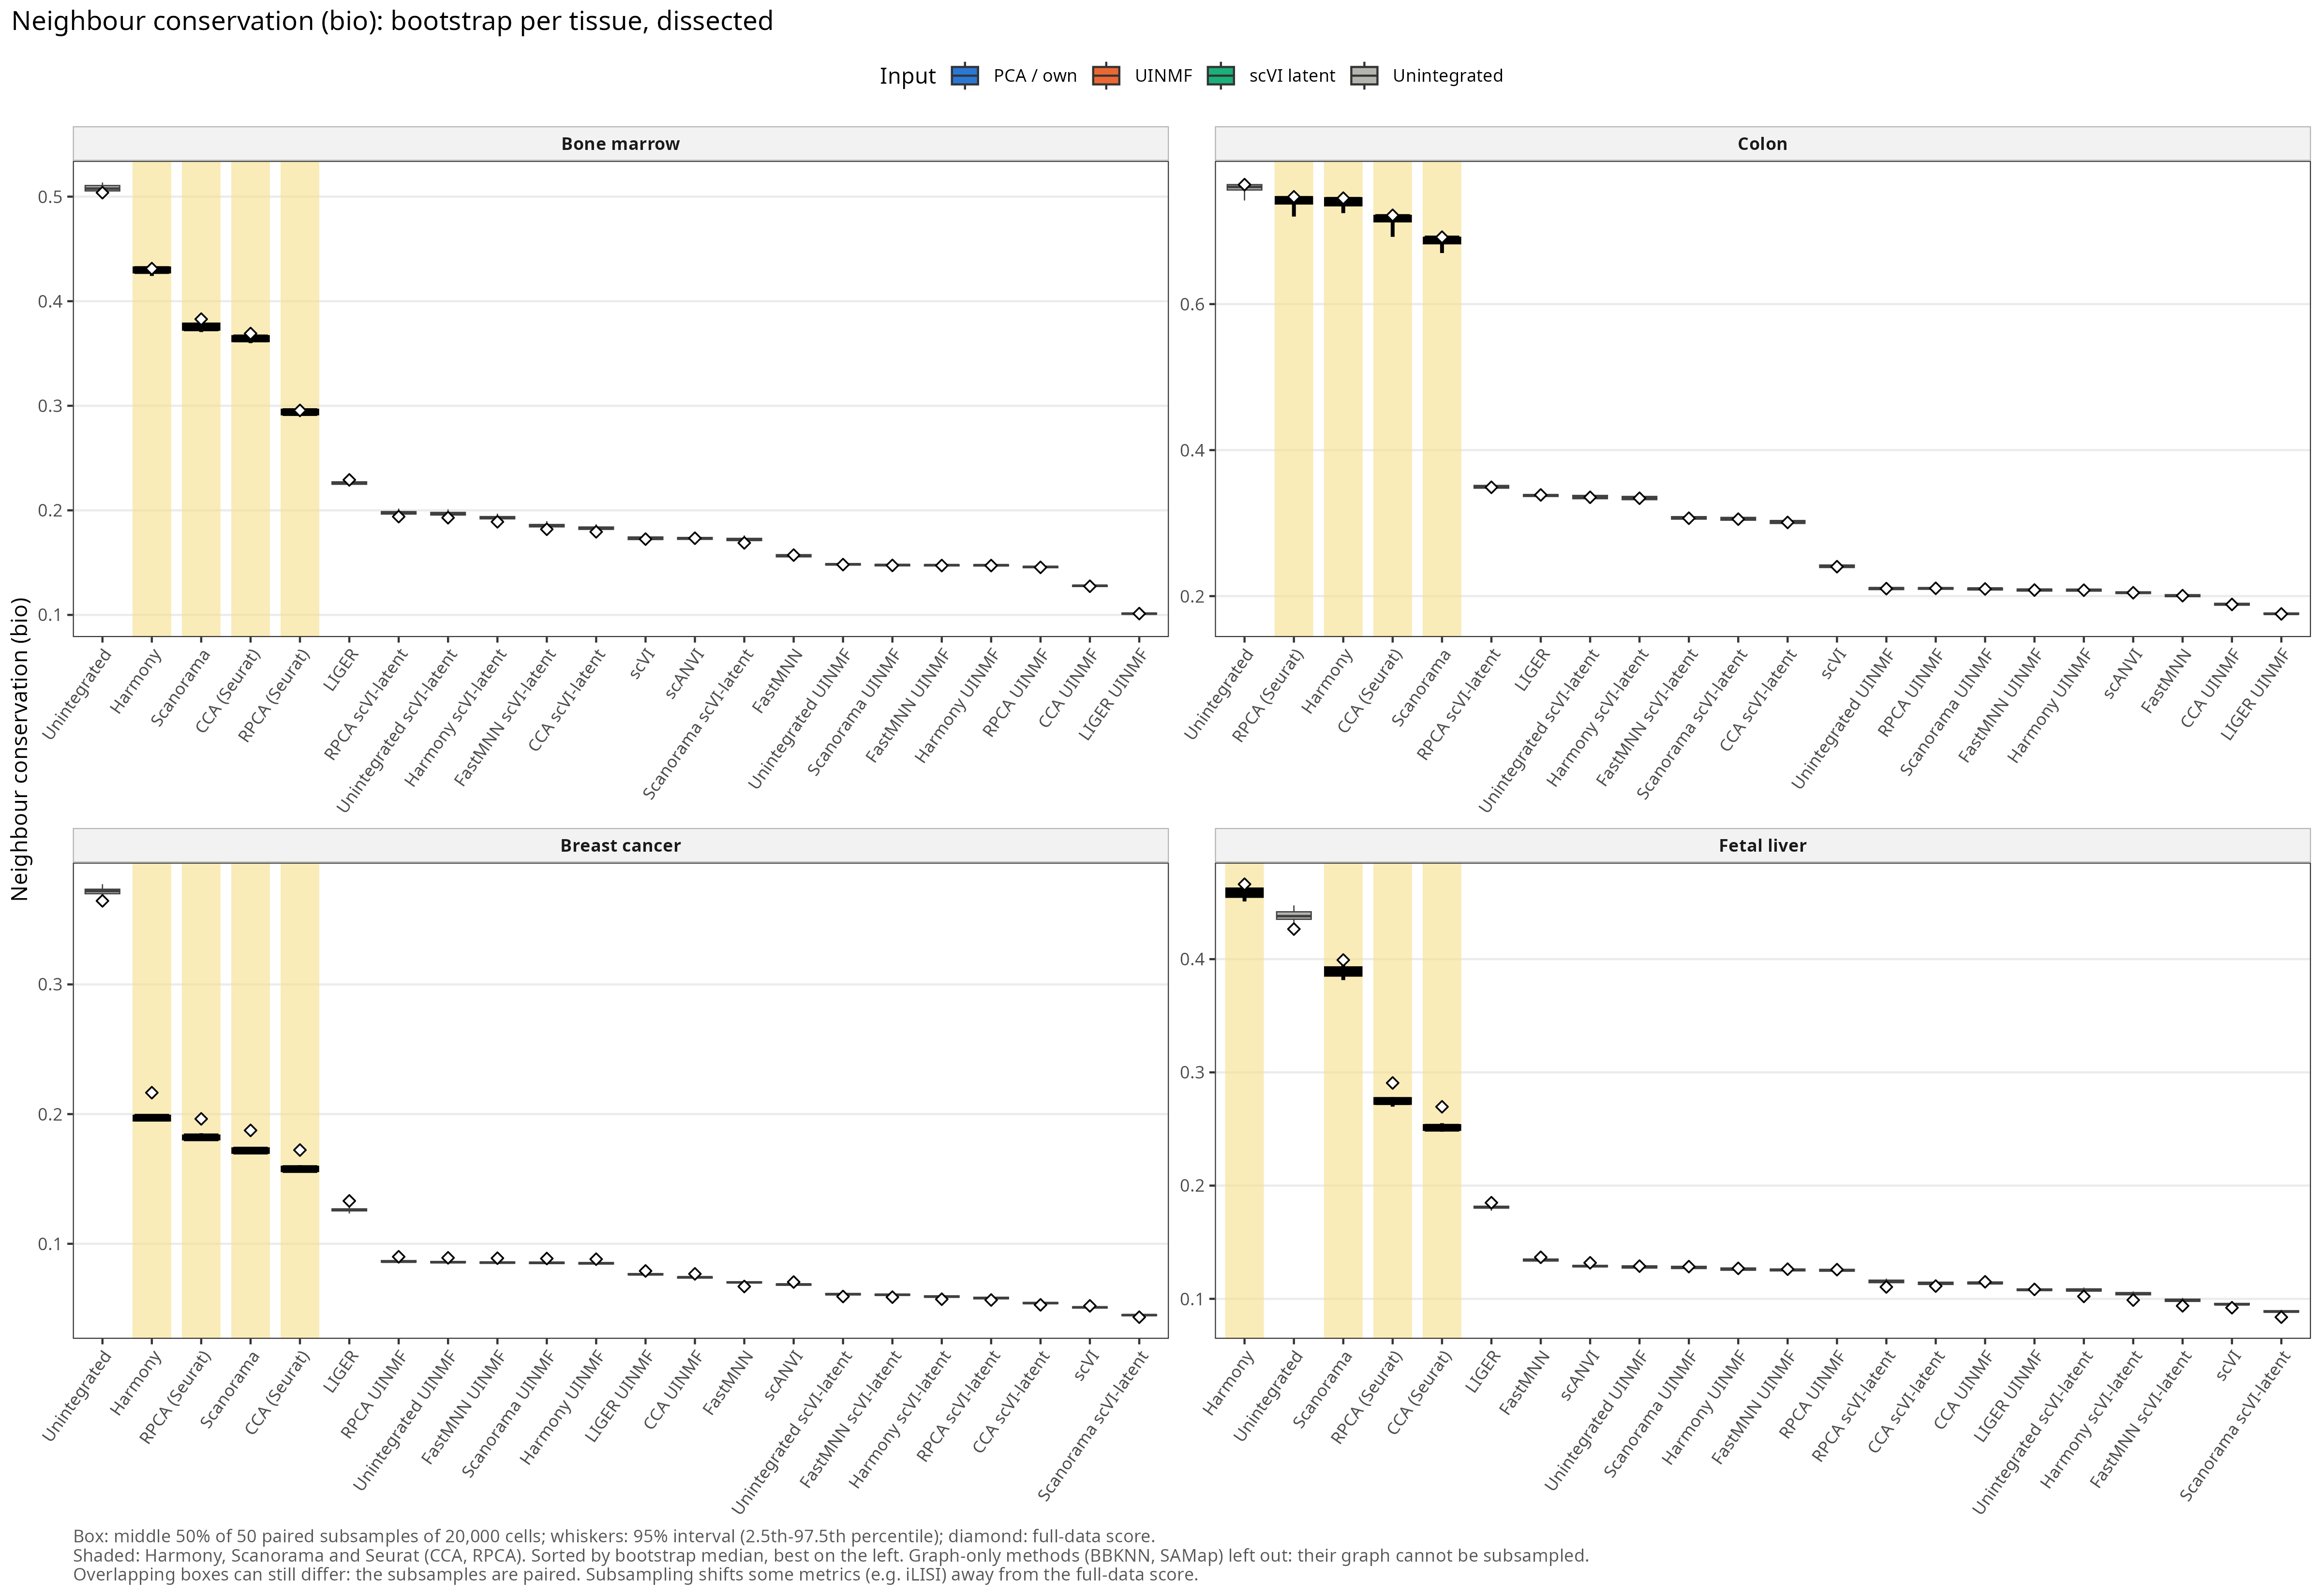 Neighbour conservation (bio): bootstrap per tissue, dissected
Input PCA / own UINMF scVI latent Unintegrated
Neighbour conservation (bio)
Bone marrow
0.5
0.4
0.3
0.2
0.1
Unintegrated
Harmony
Scanorama
CCA (Seurat)
RPCA (Seurat)
LIGER
RPCA scVI-latent
Unintegrated scVI-latent
Harmony scVI-latent
FastMNN scVI-latent
CCA scVI-latent
scVI
scANVI
Scanorama scVI-latent
FastMNN
Unintegrated UINMF
Scanorama UINMF
FastMNN UINMF
Harmony UINMF
RPCA UINMF
CCA UINMF
LIGER UINMF
Colon
0.6
0.4
0.2
Unintegrated
RPCA (Seurat)
Harmony
CCA (Seurat)
Scanorama
RPCA scVI-latent
LIGER
Unintegrated scVI-latent
Harmony scVI-latent
FastMNN scVI-latent
Scanorama scVI-latent
CCA scVI-latent
scVI
Unintegrated UINMF
RPCA UINMF
Scanorama UINMF
FastMNN UINMF
Harmony UINMF
scANVI
FastMNN
CCA UINMF
LIGER UINMF
Breast cancer
0.3
0.2
0.1
Unintegrated
Harmony
RPCA (Seurat)
Scanorama
CCA (Seurat)
LIGER
RPCA UINMF
Unintegrated UINMF
FastMNN UINMF
Scanorama UINMF
Harmony UINMF
LIGER UINMF
CCA UINMF
FastMNN
scANVI
Unintegrated scVI-latent
FastMNN scVI-latent
Harmony scVI-latent
RPCA scVI-latent
CCA scVI-latent
scVI
Scanorama scVI-latent
Fetal liver
0.4
0.3
0.2
0.1
Harmony
Unintegrated
Scanorama
RPCA (Seurat)
CCA (Seurat)
LIGER
FastMNN
scANVI
Unintegrated UINMF
Scanorama UINMF
Harmony UINMF
FastMNN UINMF
RPCA UINMF
RPCA scVI-latent
CCA scVI-latent
CCA UINMF
LIGER UINMF
Unintegrated scVI-latent
Harmony scVI-latent
FastMNN scVI-latent
scVI
Scanorama scVI-latent
Box: middle 50% of 50 paired subsamples of 20,000 cells; whiskers: 95% interval (2.5th-97.5th percentile); diamond: full-data score.
Shaded: Harmony, Scanorama and Seurat (CCA, RPCA). Sorted by bootstrap median, best on the left. Graph-only methods (BBKNN, SAMap) left out: their graph cannot be subsampled.
Overlapping boxes can still differ: the subsamples are paired. Subsampling shifts some metrics (e.g. iLISI) away from the full-data score.